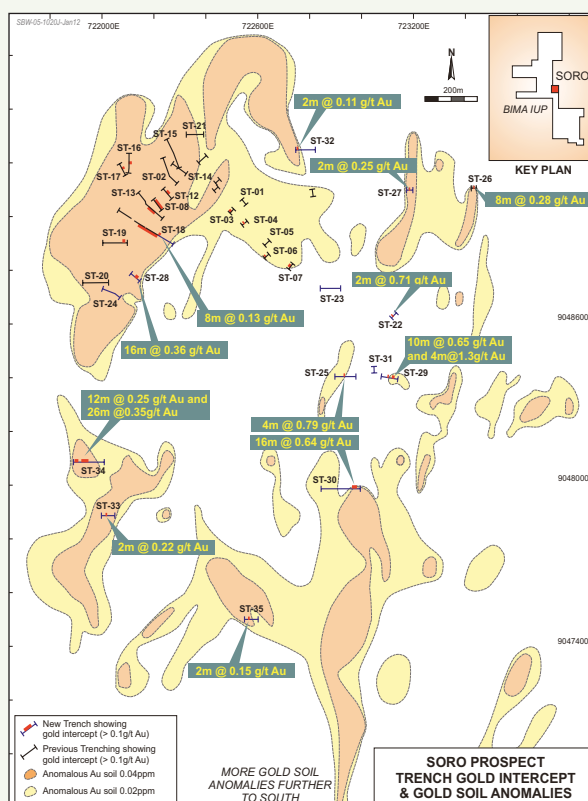 SBW-05-1020J-Jan12
722000
722600
723200
N
200m
SORO
BIMA IUP
KEY PLAN
2m @ 0.11 g/t Au
ST-21
ST-15
ST-16
ST-32
ST-14
ST-17
ST-02
2m @ 0.25 g/t Au
ST-26
ST-13
ST-12
ST-01
ST-27
ST-08
8m @ 0.28 g/t Au
ST-03
ST-04
ST-18
ST-19
ST-05
ST-06
ST-28
ST-07
2m @ 0.71 g/t Au
ST-20
ST-24
ST-23
8m @ 0.13 g/t Au
ST-22
9048600
16m @ 0.36 g/t Au
10m @ 0.65 g/t Au
and 4m@1.3g/t Au
ST-31
ST-25
ST-29
12m @ 0.25 g/t Au and
26m @0.35g/t Au
4m @ 0.79 g/t Au
16m @ 0.64 g/t Au
ST-34
ST-30
9048000
ST-33
2m @ 0.22 g/t Au
ST-35
9047400
2m @ 0.15 g/t Au
New Trench showing
gold intercept (> 0.1g/t Au)
Previous Trenching showing
gold intercept (> 0.1g/t Au)
Anomalous Au soil 0.04ppm
Anomalous Au soil 0.02ppm
MORE GOLD SOIL
ANOMALIES FURTHER
TO SOUTH
SORO PROSPECT
TRENCH GOLD INTERCEPT
& GOLD SOIL ANOMALIES